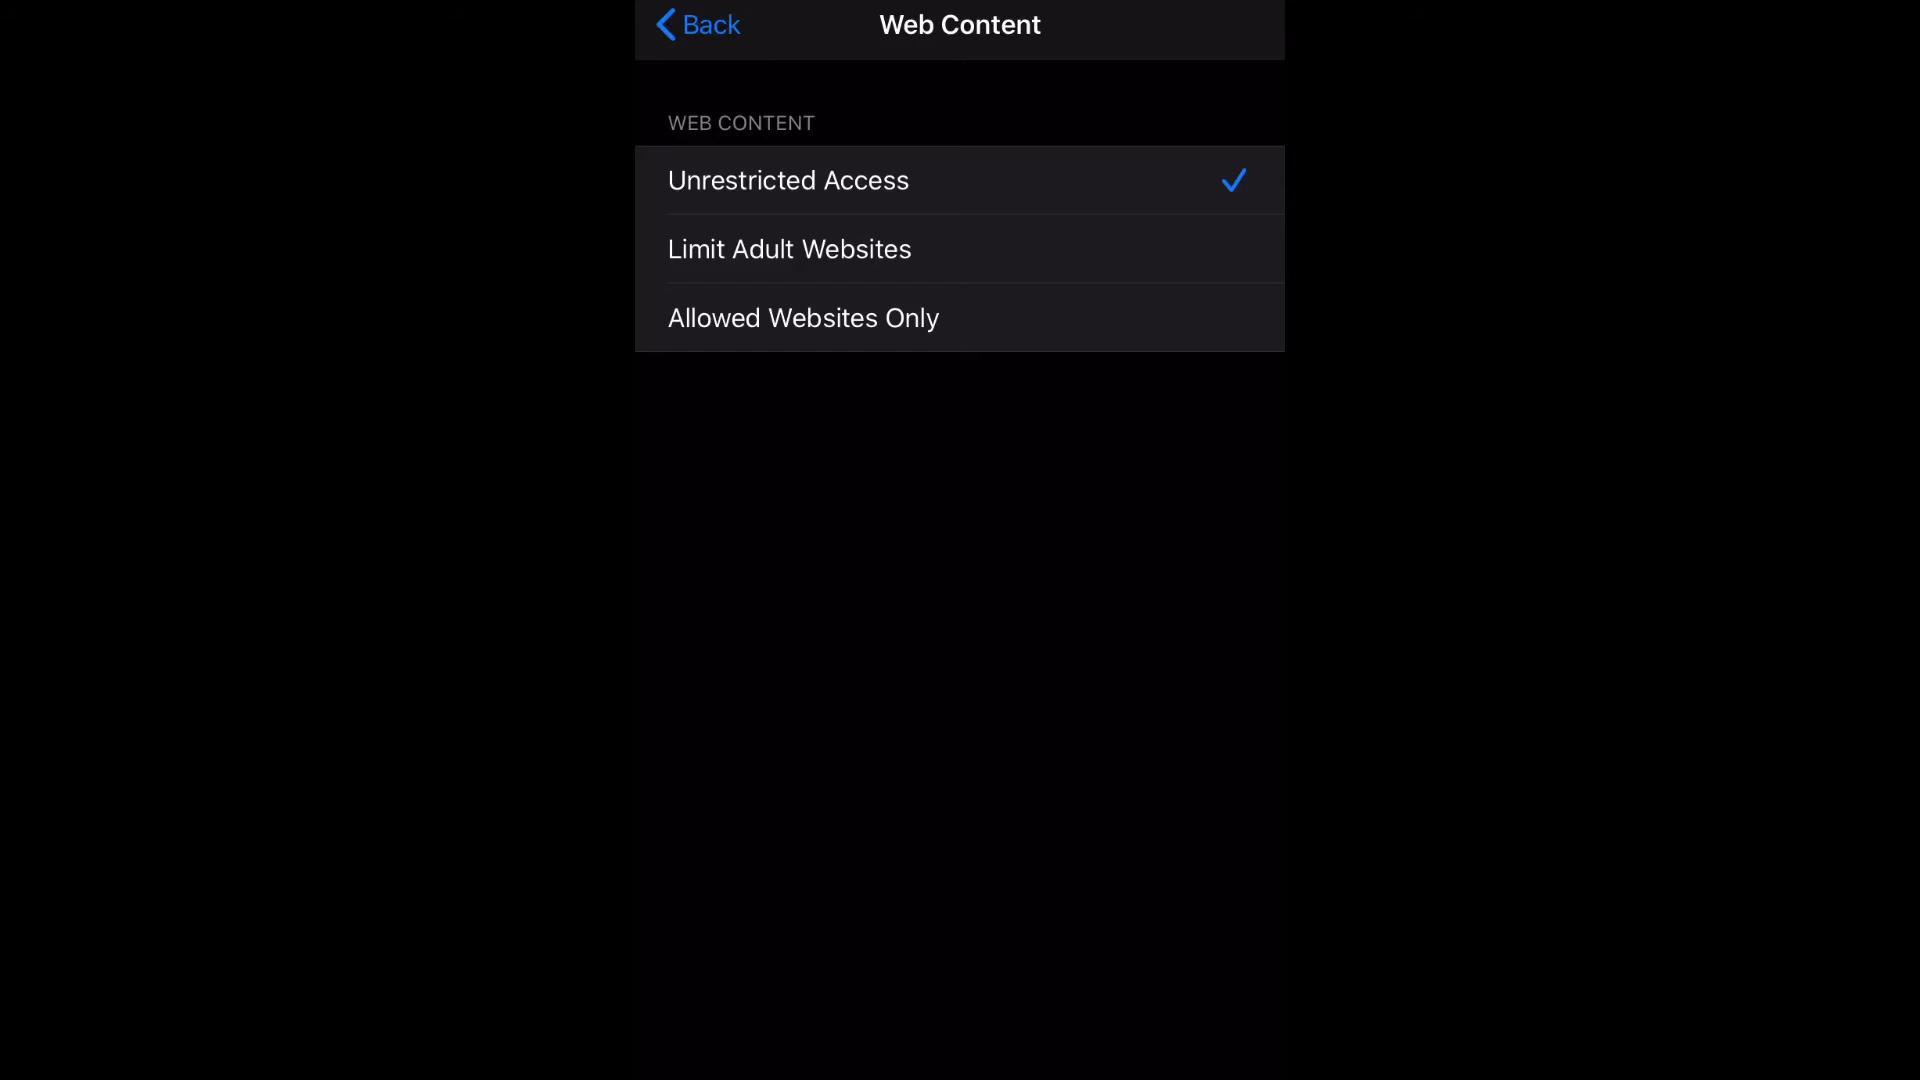 Back
Web Content
WEB CONTENT
Unrestricted Access
Limit Adult Websites
Allowed Websites Only